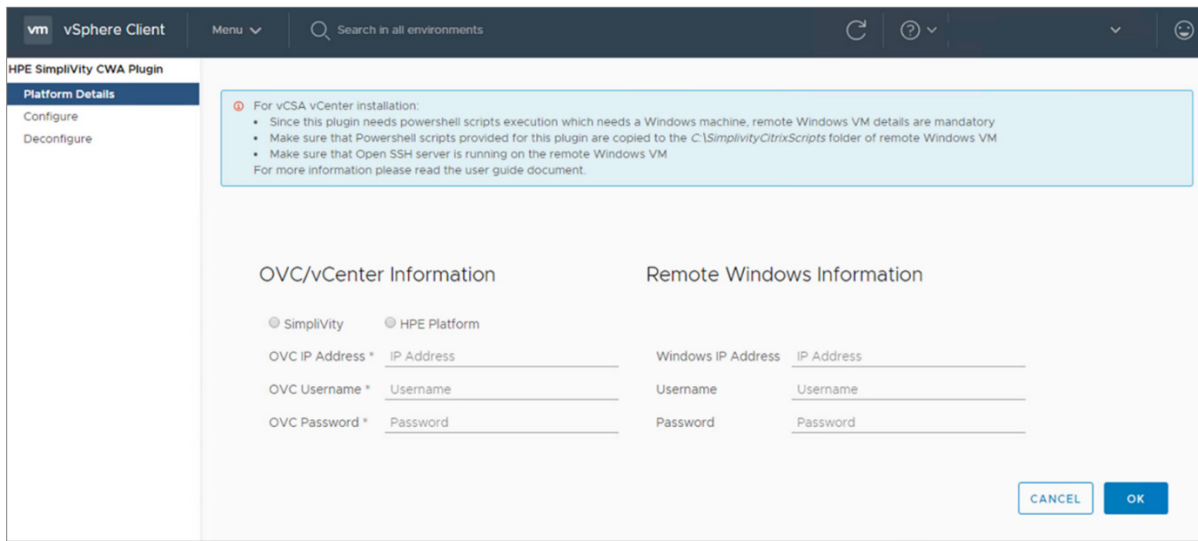 vm vSphere Client Menu Search in all environments
HPE SimpliVity CWA Plugin
Platform Details
Configure
Deconfigure
For vCSA vCenter installation:
• Since this plugin needs powershell scripts execution which needs a Windows machine, remote Windows VM details are mandatory
• Make sure that Powershell scripts provided for this plugin are copied to the C:\SimplivityCitrixScripts folder of remote Windows VM
• Make sure that Open SSH server is running on the remote Windows VM
For more information please read the user guide document.
OVC/vCenter Information
SimpliVity HPE Platform
OVC IP Address * IP Address
OVC Username * Username
OVC Password * Password
Remote Windows Information
Windows IP Address IP Address
Username Username
Password Password
CANCEL OK